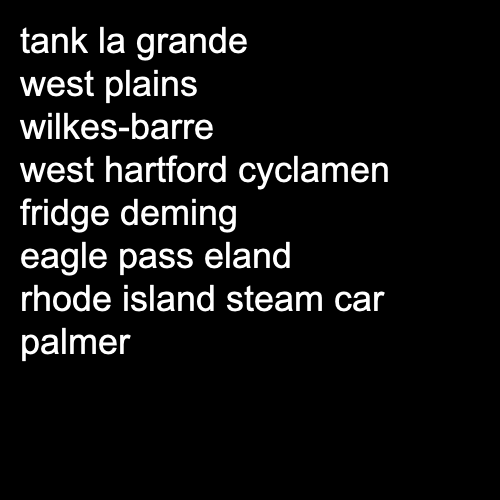 tank la grande
west plains
wilkes-barre
west hartford cyclamen
fridge deming
eagle pass eland
rhode island steam car
palmer